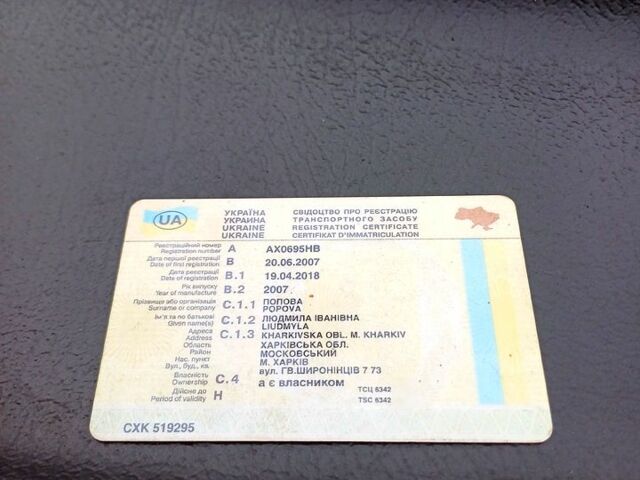 UA
УКРАЇНА СВІДОЦТВО ПРО РЕЄСТРАЦІЮ
УКРАИНА ТРАНСПОРТНОГО ЗАСОБУ
UKRAINE REGISTRATION CERTIFICATE
UKRAINE CERTIFIKAT D'IMMATRICULATION
Реєстраційний номер
Registration number A АХ0695НВ
Дата першої реєстрації
Date of first registration B 20.06.2007
Дата реєстрації
Date of registration B.1 19.04.2018
Рік випуску
Year of manufacture B.2 2007
Прізвище або організація C.1.1 ПОПОВА
Surname or company POPOVA
Ім'я та по батькові C.1.2 ЛЮДМИЛА ІВАНІВНА
Given name(s) LIUDMYLA
Адреса C.1.3 KHARKIVSKA OBL. M. KHARKIV
Address
Область ХАРКІВСЬКА ОБЛ.
Район МОСКОВСЬКИЙ
Нас. пункт М. ХАРКІВ
Вул., буд., кв. вул. ГВ.ШИРОНІНЦІВ 7 73
Власність
Ownership C.4 а є власником
Дійсне до ТСЦ 6342
Period of validity H TSC 6342
СХК 519295